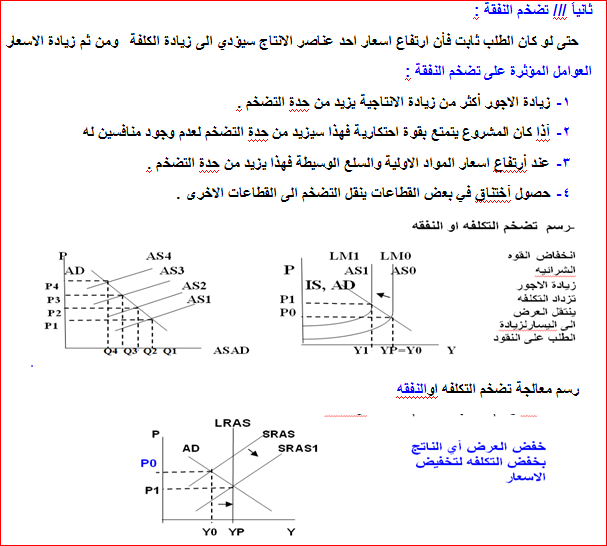 ثانياً /// تضخم النفقة :
حتى لو كان الطلب ثابت فأن ارتفاع اسعار احد عناصر الانتاج سيؤدي الى زيادة الكلفة ومن ثم زيادة الاسعار
العوامل المؤثرة على تضخم النفقة :
١- زيادة الاجور أكثر من زيادة الانتاجية يزيد من حدة التضخم .
٢- أذا كان المشروع يتمتع بقوة احتكارية فهذا سيزيد من حدة التضخم لعدم وجود منافسين له
٣- عند أرتفاع اسعار المواد الاولية والسلع الوسيطة فهذا يزيد من حدة التضخم .
٤- حصول أختناق في بعض القطاعات ينقل التضخم الى القطاعات الاخرى .
-رسم تضخم التكلفه او النفقه
انخفاض القوه
الشرائيه
زيادة الاجور
تزداد التكلفه
ينتقل العرض
الى اليسارلزيادة
الطلب على النقود
LM1 LM0
P AS1 AS0
IS, AD
P1
P0
Y1 YP=Y0 Y
P AS4
AD AS3
P4 AS2
P3 AS1
P2
P1
Q4 Q3 Q2 Q1 ASAD
رسم معالجة تضخم التكلفه اوالنفقه
LRAS
P SRAS
AD SRAS1
P0
P1
Y0 YP Y
خفض العرض أي الناتج
بخفض التكلفه لتخفيض
الاسعار